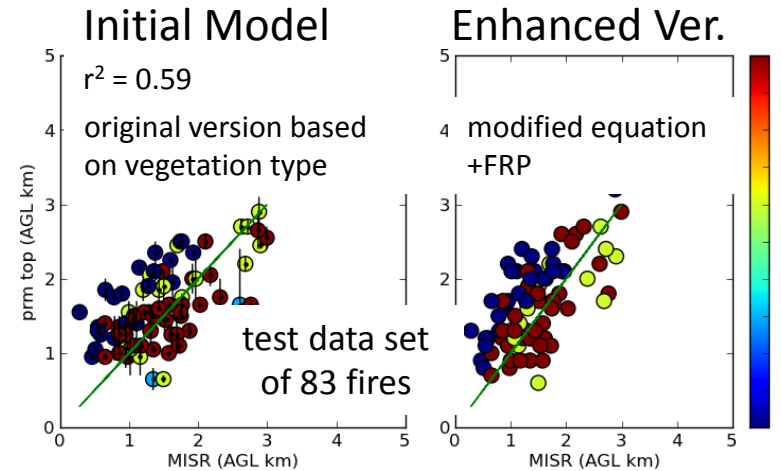 Initial Model
Enhanced Ver.
r² = 0.59
original version based
on vegetation type
modified equation
+FRP
test data set
of 83 fires
prm top (AGL km)
5
4
3
2
1
0
0 1 2 3 4 5
MISR (AGL km)
5
4
3
2
1
0
0 1 2 3 4 5
MISR (AGL km)